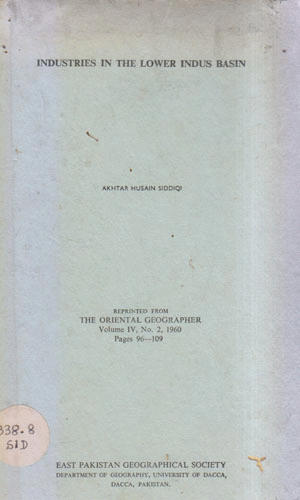 INDUSTRIES IN THE LOWER INDUS BASIN
AKHTAR HUSAIN SIDDIQI
REPRINTED FROM
THE ORIENTAL GEOGRAPHER
Volume IV, No. 2, 1960
Pages 96—109
338.8
SID
EAST PAKISTAN GEOGRAPHICAL SOCIETY
DEPARTMENT OF GEOGRAPHY, UNIVERSITY OF DACCA,
DACCA, PAKISTAN.